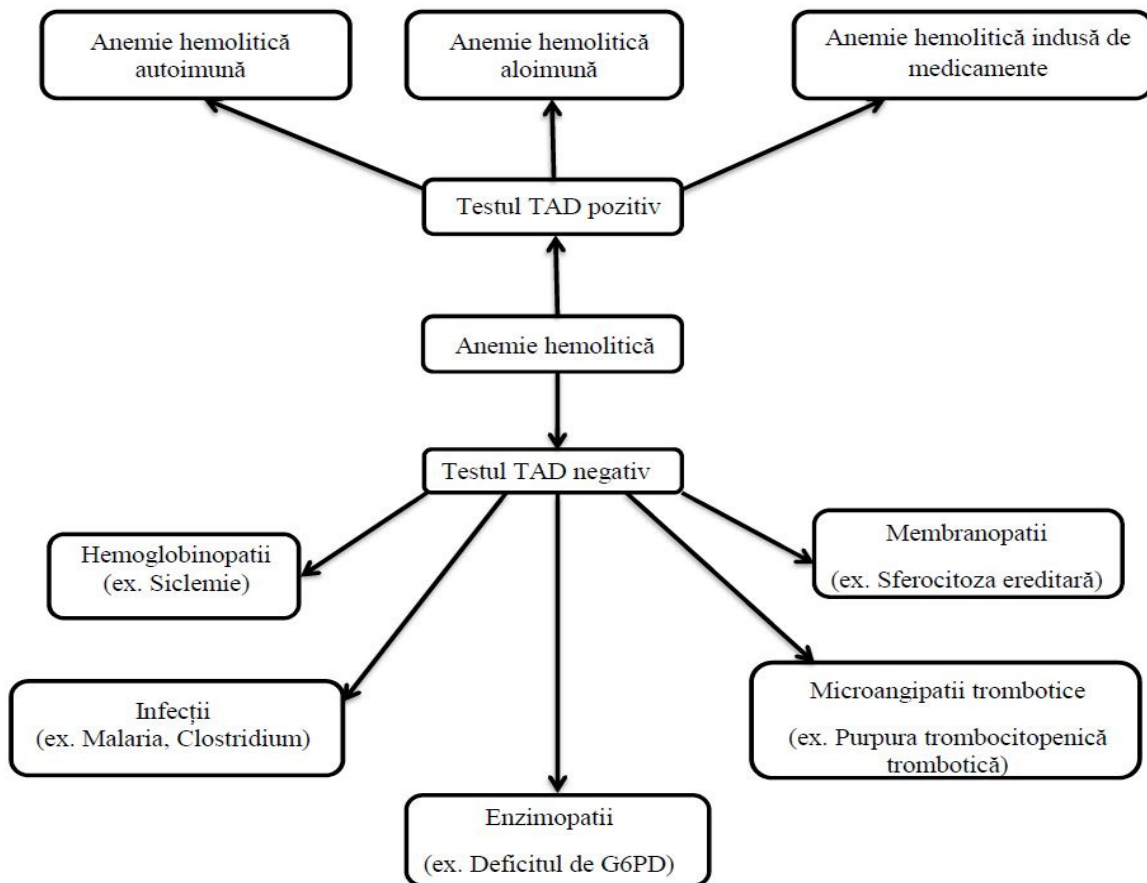 Anemie hemolitică
autoimună
Anemie hemolitică
aloimună
Anemie hemolitică indusă de
medicamente
Testul TAD pozitiv
Anemie hemolitică
Testul TAD negativ
Hemoglobinopatii
(ex. Siclemie)
Membranopatii
(ex. Sferocitoza ereditară)
Infecții
(ex. Malaria, Clostridium)
Microangipatii trombotice
(ex. Purpura trombocitopenică
trombotică)
Enzimopatii
(ex. Deficitul de G6PD)